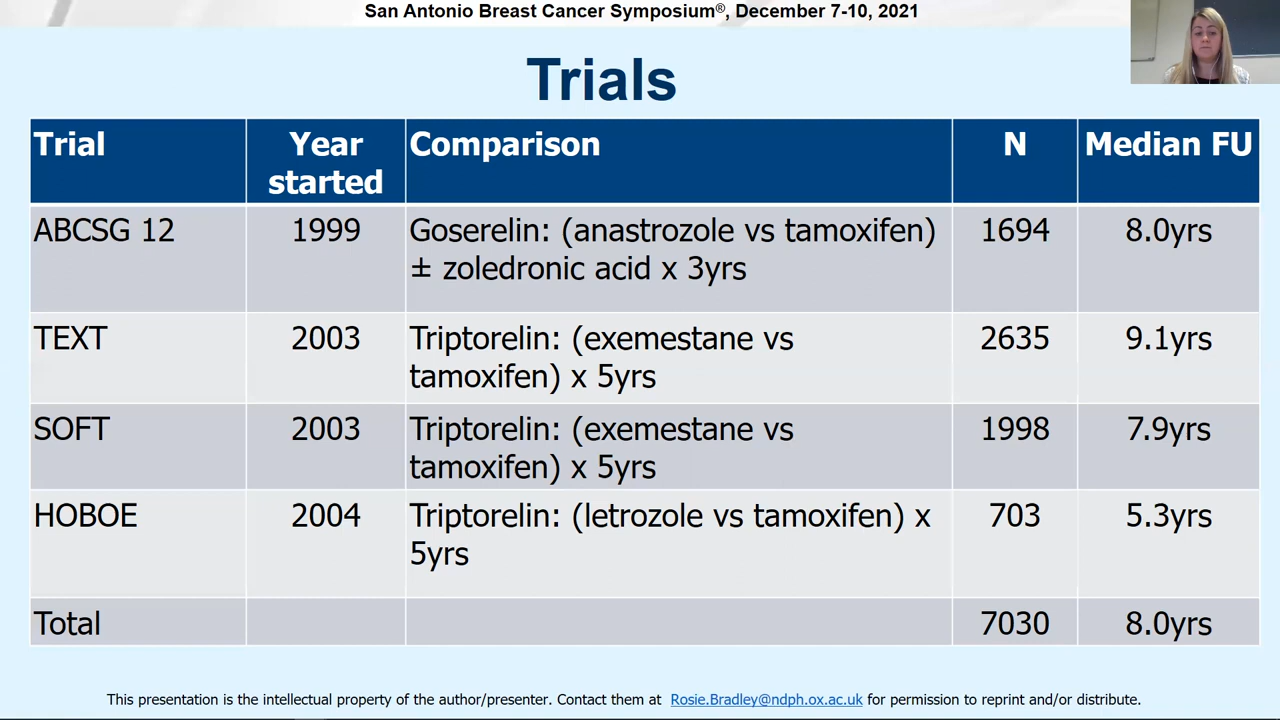 San Antonio Breast Cancer Symposium®, December 7-10, 2021
Trials
Trial Year started Comparison N Median FU
ABCSG 12 1999 Goserelin: (anastrozole vs tamoxifen) 1694 8.0yrs
± zoledronic acid x 3yrs
TEXT 2003 Triptorelin: (exemestane vs 2635 9.1yrs
tamoxifen) x 5yrs
SOFT 2003 Triptorelin: (exemestane vs 1998 7.9yrs
tamoxifen) x 5yrs
HOBOE 2004 Triptorelin: (letrozole vs tamoxifen) x 703 5.3yrs
5yrs
Total 7030 8.0yrs
This presentation is the intellectual property of the author/presenter. Contact them at Rosie.Bradley@ndph.ox.ac.uk for permission to reprint and/or distribute.